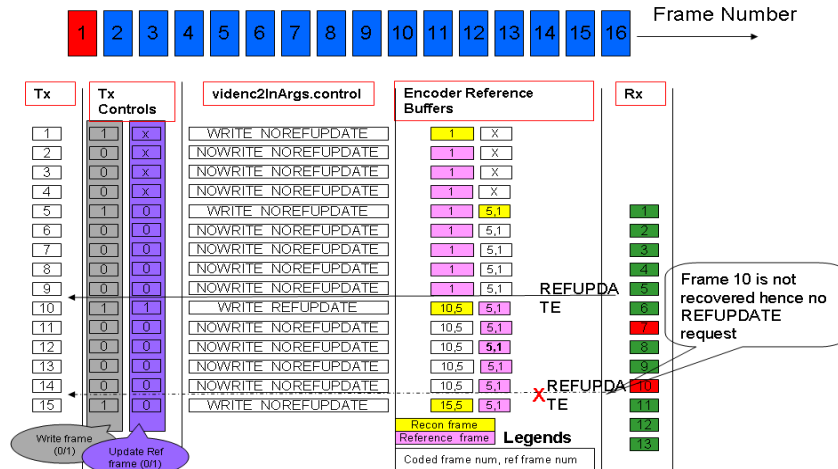 1 2 3 4 5 6 7 8 9 10 11 12 13 14 15 16 Frame Number
Tx
Tx Controls
videnc2InArgs.control
Encoder Reference Buffers
Rx
1 1 x WRITE NOREFUPDATE 1 X
2 0 x NOWRITE NOREFUPDATE 1 X
3 0 x NOWRITE NOREFUPDATE 1 X
4 0 x NOWRITE NOREFUPDATE 1 X
5 1 0 WRITE NOREFUPDATE 1 5,1 1
6 0 0 NOWRITE NOREFUPDATE 1 5,1 2
7 0 0 NOWRITE NOREFUPDATE 1 5,1 3
8 0 0 NOWRITE NOREFUPDATE 1 5,1 4
9 0 0 NOWRITE NOREFUPDATE 1 5,1 REFUPDA 5
10 1 1 WRITE REFUPDATE 10,5 5,1 TE 6
11 0 0 NOWRITE NOREFUPDATE 10,5 5,1 7
12 0 0 NOWRITE NOREFUPDATE 10,5 5,1 8
13 0 0 NOWRITE NOREFUPDATE 10,5 5,1 9
14 0 0 NOWRITE NOREFUPDATE 10,5 5,1 X REFUPDA 10
15 1 0 WRITE NOREFUPDATE 15,5 5,1 TE 11
12
13
Frame 10 is not
recovered hence no
REFUPDATE
request
Write frame
(0/1)
Update Ref
frame (0/1)
Recon frame
Reference frame
Legends
Coded frame num, ref frame num